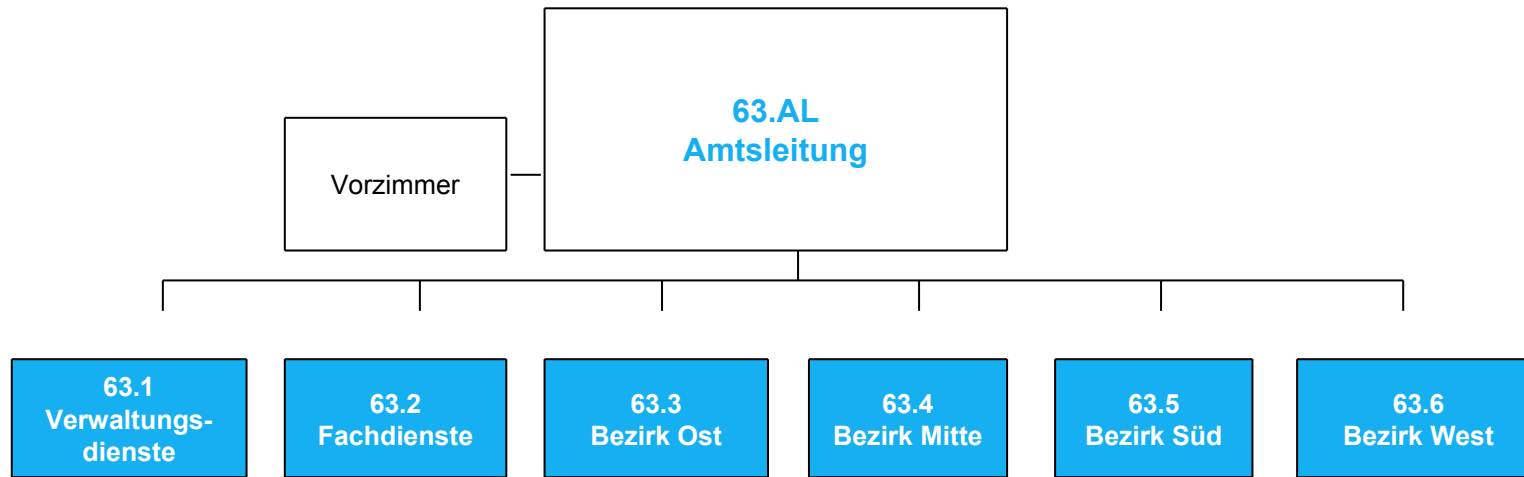 63.AL
Amtsleitung
Vorzimmer
63.1
Verwaltungs-
dienste
63.2
Fachdienste
63.3
Bezirk Ost
63.4
Bezirk Mitte
63.5
Bezirk Süd
63.6
Bezirk West